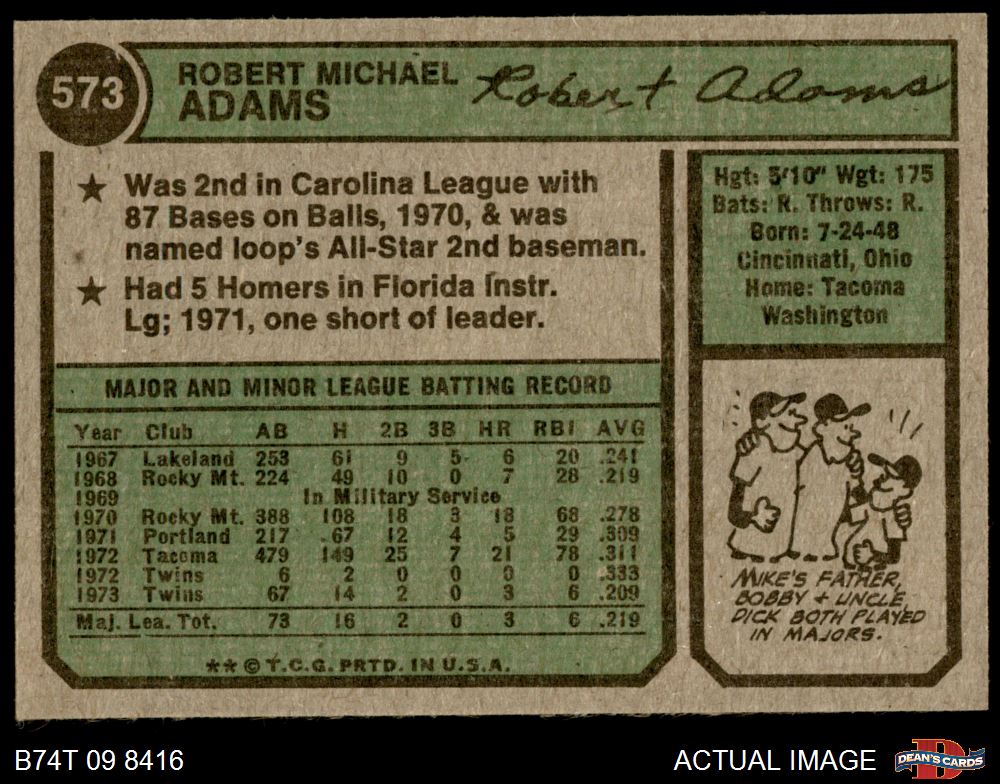 573
ROBERT MICHAEL
ADAMS
Robert Adams
★ Was 2nd in Carolina League with
87 Bases on Balls, 1970, & was
named loop's All-Star 2nd baseman.
★ Had 5 Homers in Florida Instr.
Lg; 1971, one short of leader.
Hgt: 5'10" Wgt: 175
Bats: R. Throws: R.
Born: 7-24-48
Cincinnati, Ohio
Home: Tacoma
Washington
MAJOR AND MINOR LEAGUE BATTING RECORD
Year Club AB H 2B 3B HR RBI AVG
1967 Lakeland 253 61 9 5 6 20 .241
1968 Rocky Mt. 224 49 10 0 7 28 .219
1969 In Military Service
1970 Rocky Mt. 388 108 18 3 18 68 .278
1971 Portland 217 67 12 4 5 29 .309
1972 Tacoma 479 149 25 7 21 78 .311
1972 Twins 6 2 0 0 0 0 .333
1973 Twins 67 14 2 0 3 6 .209
Maj. Lea. Tot. 73 16 2 0 3 6 .219
★★ © T.C.G. PRTD. IN U.S.A.
MIKE'S FATHER,
BOBBY & UNCLE
DICK BOTH PLAYED
IN MAJORS.
B74T 09 8416
ACTUAL IMAGE
D
DEAN'S CARDS